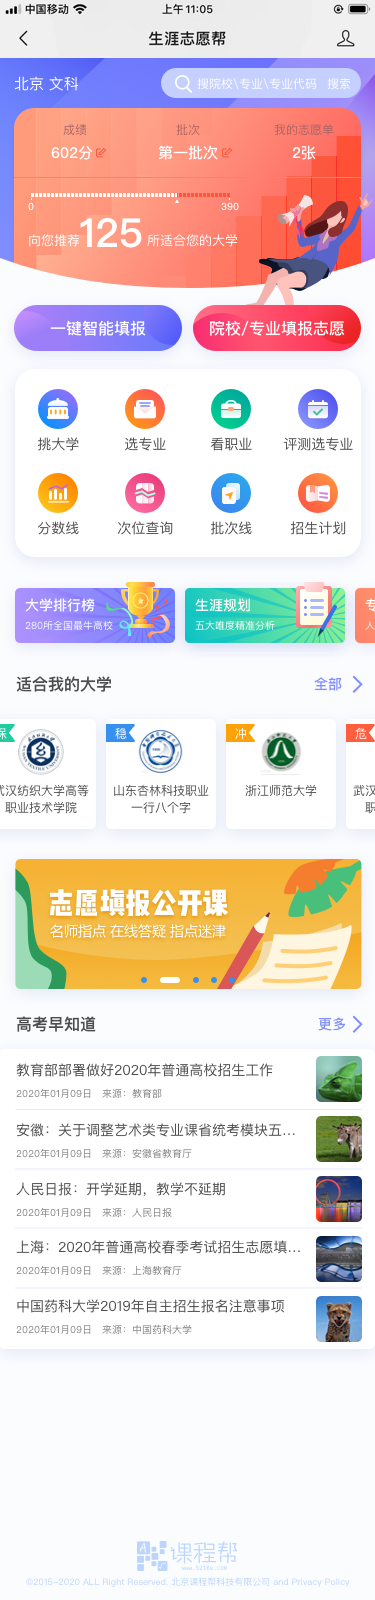 中国移动
上午 11:05
生涯志愿帮
北京 文科
搜院校\专业\专业代码
搜索
成绩
批次
我的志愿单
602分
第一批次
2张
0
390
向您推荐125 所适合您的大学
一键智能填报
院校/专业填报志愿
挑大学
选专业
看职业
评测选专业
分数线
次位查询
批次线
招生计划
大学排行榜
280所全国最牛高校
生涯规划
五大难度精准分析
适合我的大学
全部
保
稳
冲
危
武汉纺织大学高等
职业技术学院
山东杏林科技职业
一行八个字
浙江师范大学
武汉
志愿填报公开课
名师指点 在线答疑 指点迷津
高考早知道
更多
教育部部署做好2020年普通高校招生工作
2020年01月09日 来源：教育部
安徽：关于调整艺术类专业课省统考模块五...
2020年01月09日 来源：安徽省教育厅
人民日报：开学延期，教学不延期
2020年01月09日 来源：人民日报
上海：2020年普通高校春季考试招生志愿填...
2020年01月09日 来源：上海教育厅
中国药科大学2019年自主招生报名注意事项
2020年01月09日 来源：中国药科大学
课程帮
©2015-2020 ALL Right Reserved. 北京课程帮科技有限公司 and Privacy Policy